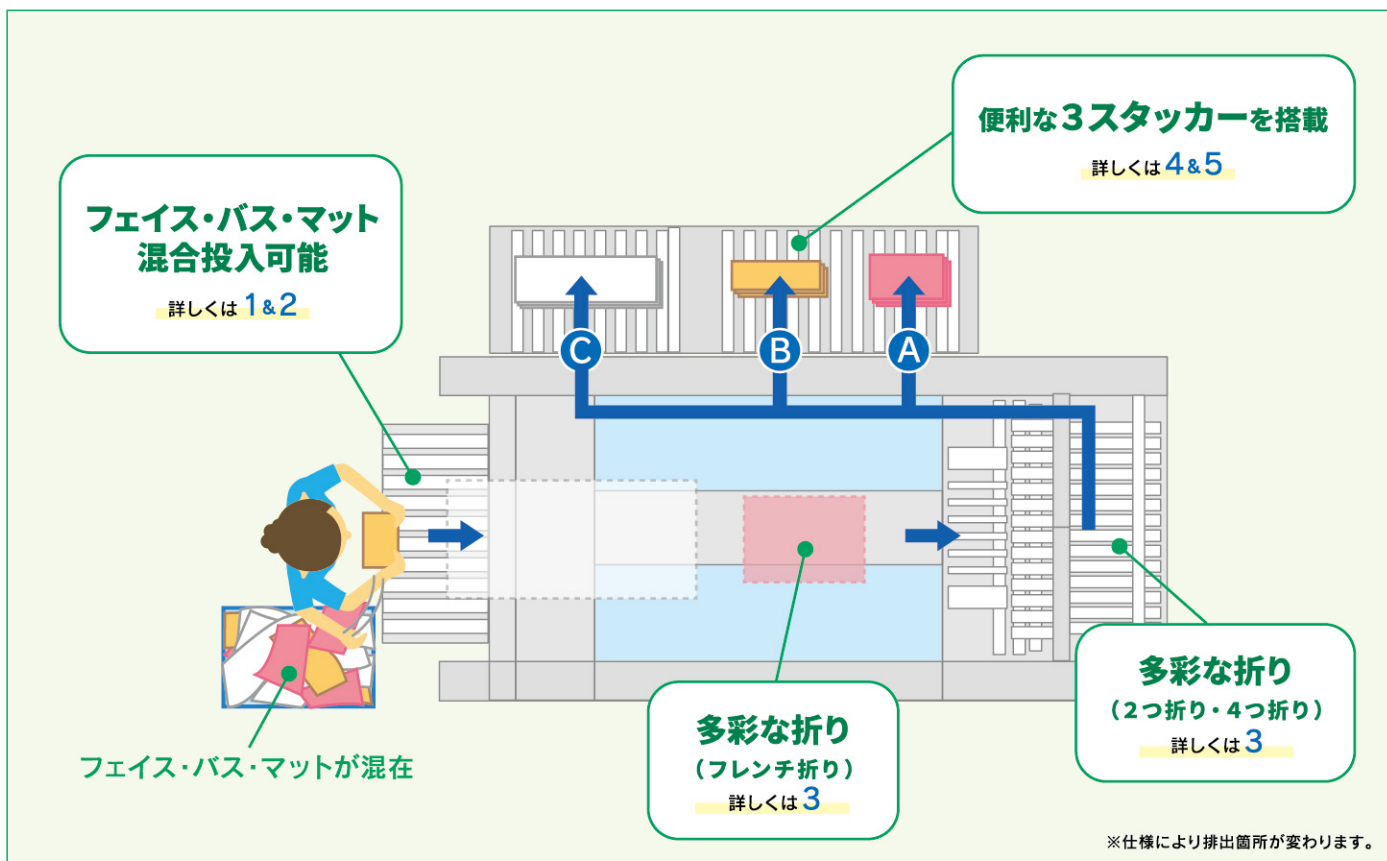 便利な3スタッカーを搭載
詳しくは 4&5
フェイス・バス・マット
混合投入可能
詳しくは 1&2
C
B
A
フェイス・バス・マットが混在
多彩な折り
(フレンチ折り)
詳しくは 3
多彩な折り
(2つ折り・4つ折り)
詳しくは 3
※仕様により排出箇所が変わります。